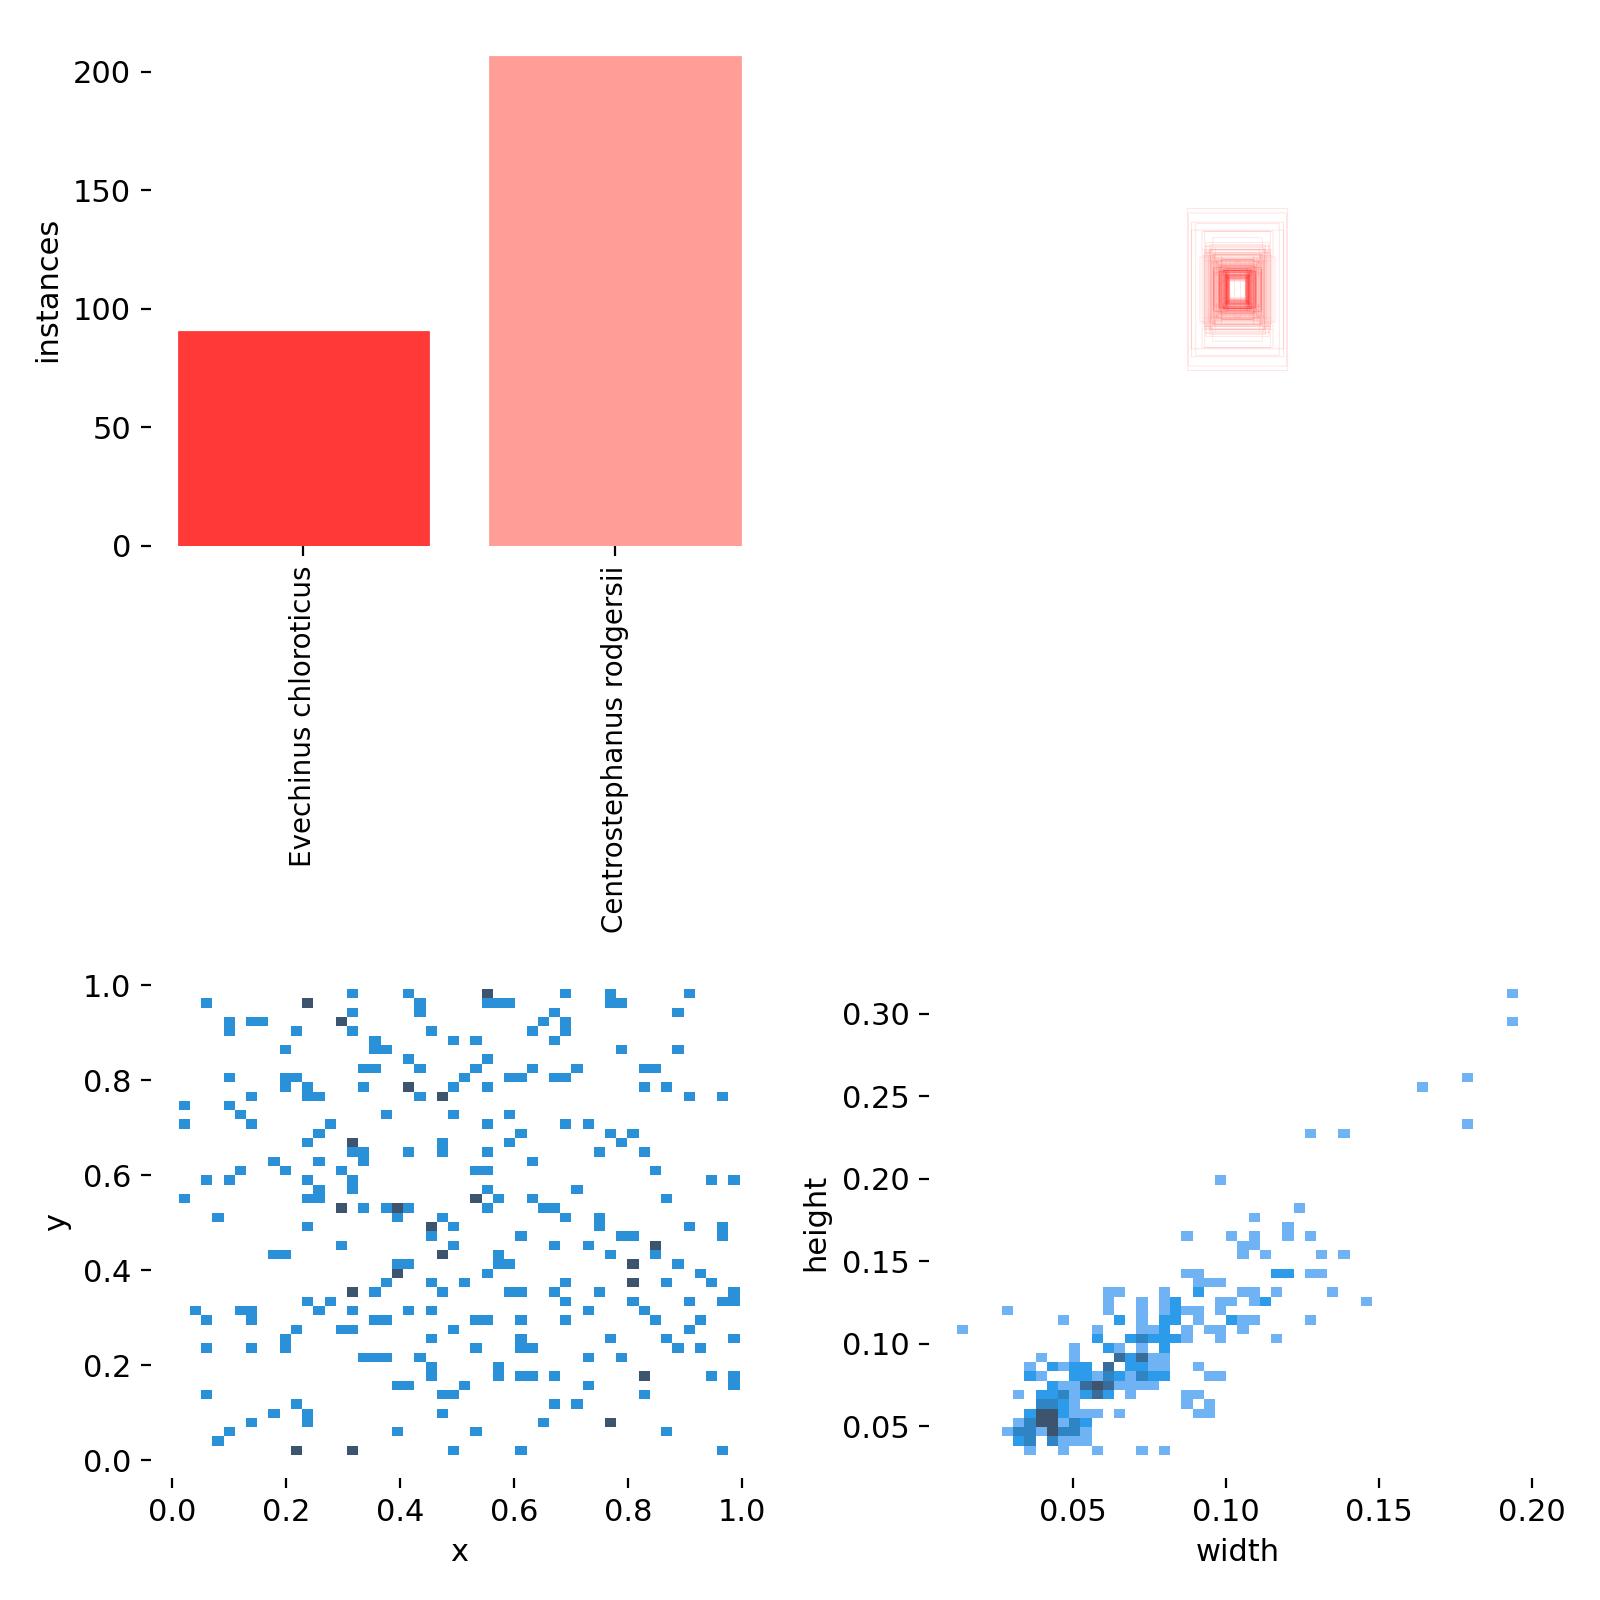 200
150
100
50
0
instances
Evechinus chloroticus
Centrostephanus rodgersii
1.0
0.8
0.6
0.4
0.2
0.0
y
0.0 0.2 0.4 0.6 0.8 1.0
x
0.30
0.25
0.20
0.15
0.10
0.05
height
0.05 0.10 0.15 0.20
width